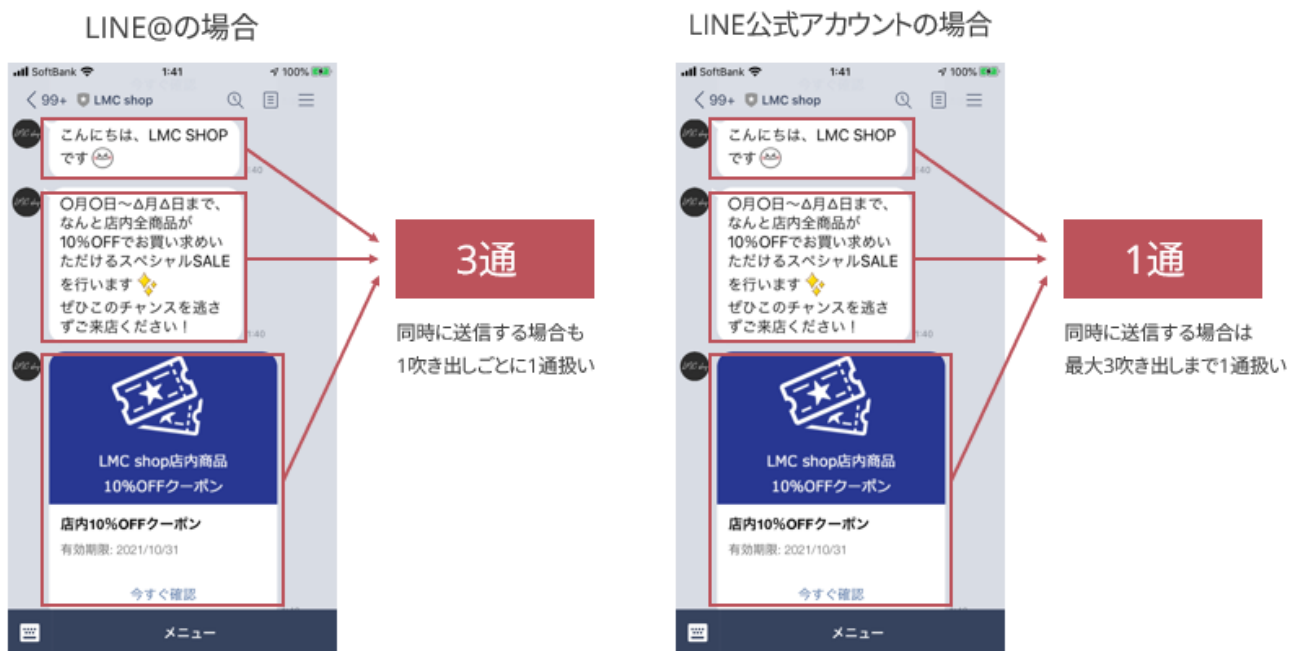 LINE@の場合
SoftBank 1:41 100%
99+ LMC shop
こんにちは、LMC SHOP
です
1:40
〇月〇日〜△月△日まで、
なんと店内全商品が
10%OFFでお買い求めい
ただけるスペシャルSALE
を行います
ぜひこのチャンスを逃さ
ずご来店ください！
1:40
LMC shop店内商品
10%OFFクーポン
店内10%OFFクーポン
有効期限: 2021/10/31
今すぐ確認
メニュー
3通
同時に送信する場合も
1吹き出しごとに1通扱い
LINE公式アカウントの場合
SoftBank 1:41 100%
99+ LMC shop
こんにちは、LMC SHOP
です
1:40
〇月〇日〜△月△日まで、
なんと店内全商品が
10%OFFでお買い求めい
ただけるスペシャルSALE
を行います
ぜひこのチャンスを逃さ
ずご来店ください！
1:40
LMC shop店内商品
10%OFFクーポン
店内10%OFFクーポン
有効期限: 2021/10/31
今すぐ確認
メニュー
1通
同時に送信する場合は
最大3吹き出しまで1通扱い